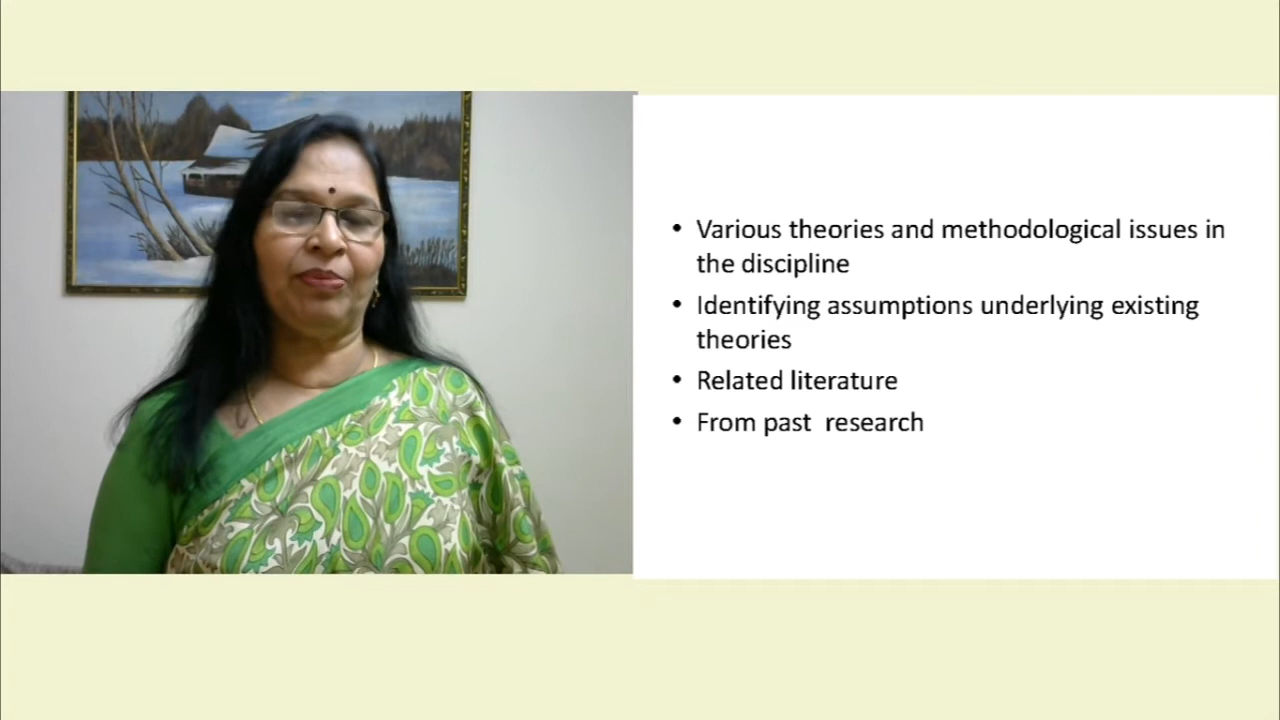 • Various theories and methodological issues in
the discipline
• Identifying assumptions underlying existing
theories
• Related literature
• From past research